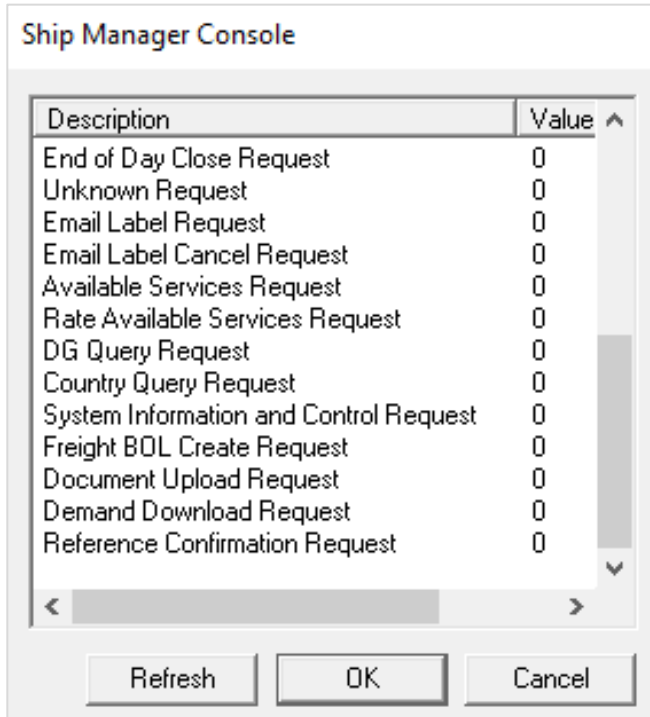 Ship Manager Console
Description Value
End of Day Close Request 0
Unknown Request 0
Email Label Request 0
Email Label Cancel Request 0
Available Services Request 0
Rate Available Services Request 0
DG Query Request 0
Country Query Request 0
System Information and Control Request 0
Freight BOL Create Request 0
Document Upload Request 0
Demand Download Request 0
Reference Confirmation Request 0
Refresh OK Cancel